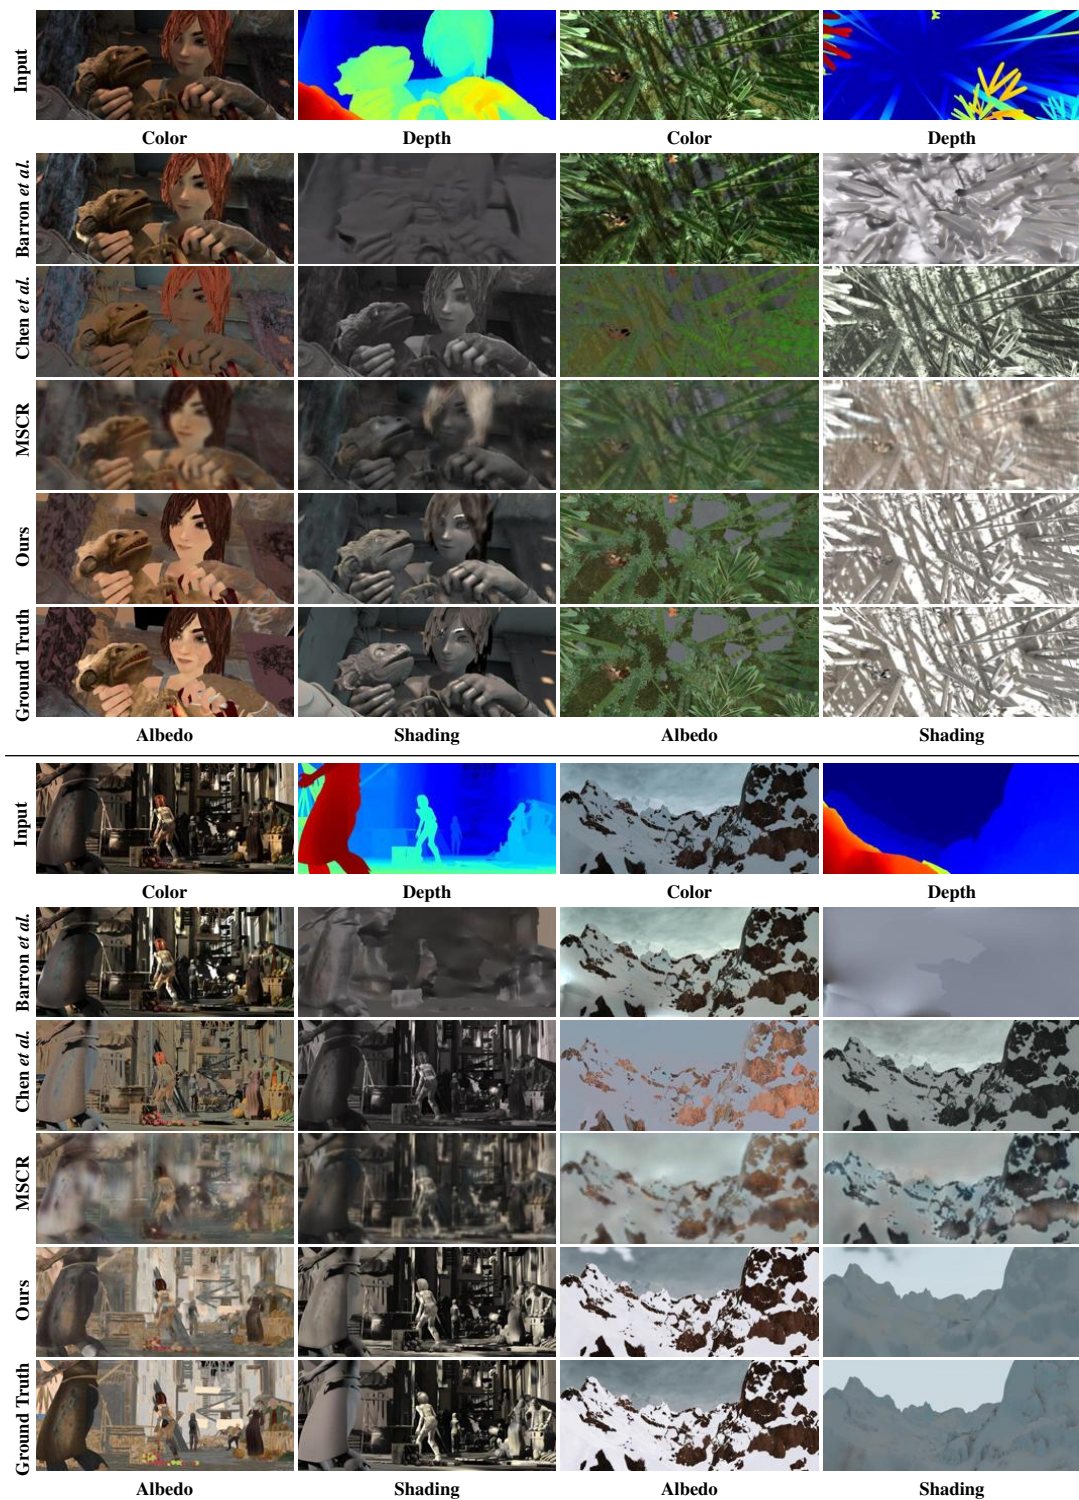 Input
Color Depth Color Depth
Barron et al.
Chen et al.
MSCR
Ours
Ground Truth
Albedo Shading Albedo Shading
Input
Color Depth Color Depth
Barron et al.
Chen et al.
MSCR
Ours
Ground Truth
Albedo Shading Albedo Shading